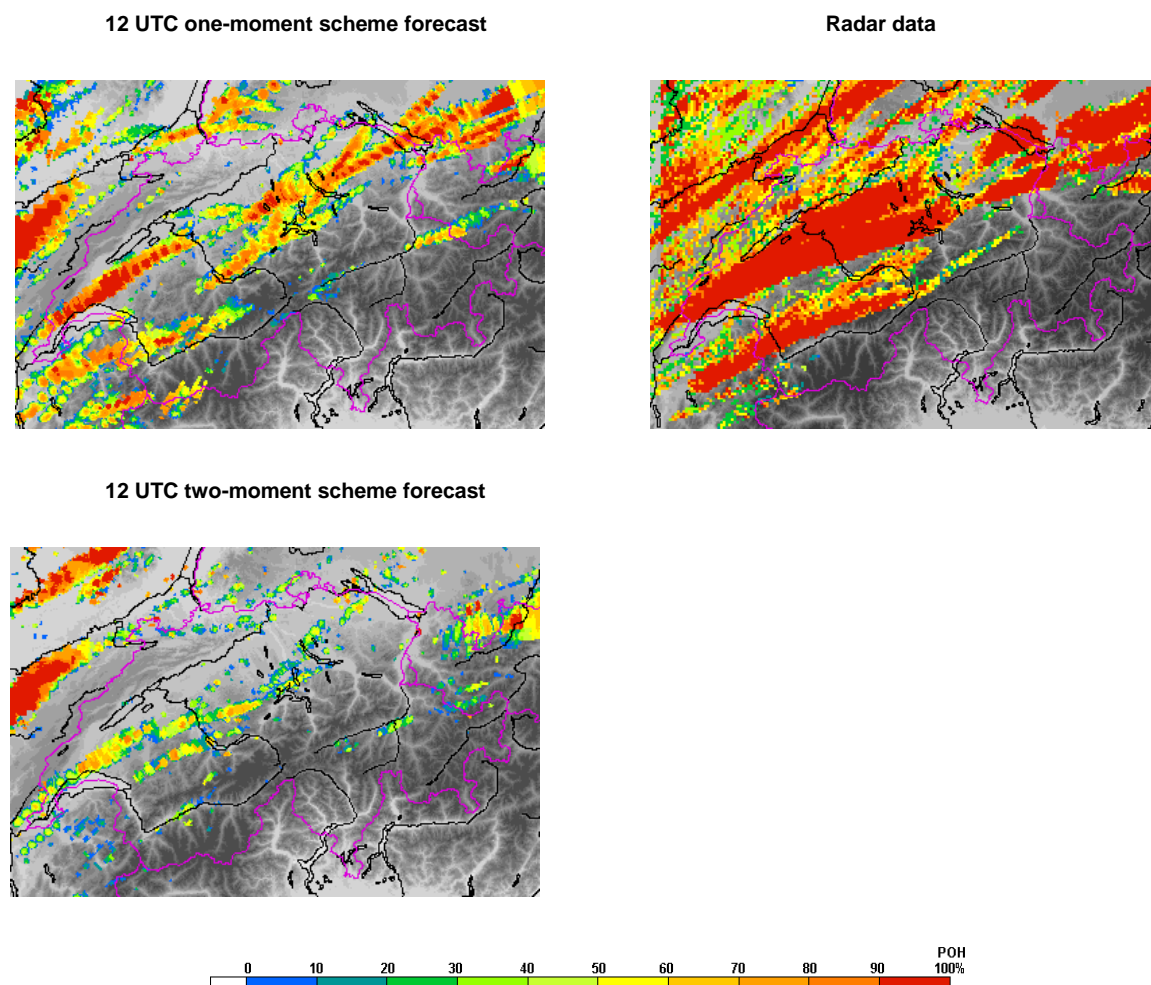 12 UTC one-moment scheme forecast
Radar data
12 UTC two-moment scheme forecast
POH
0 10 20 30 40 50 60 70 80 90 100%